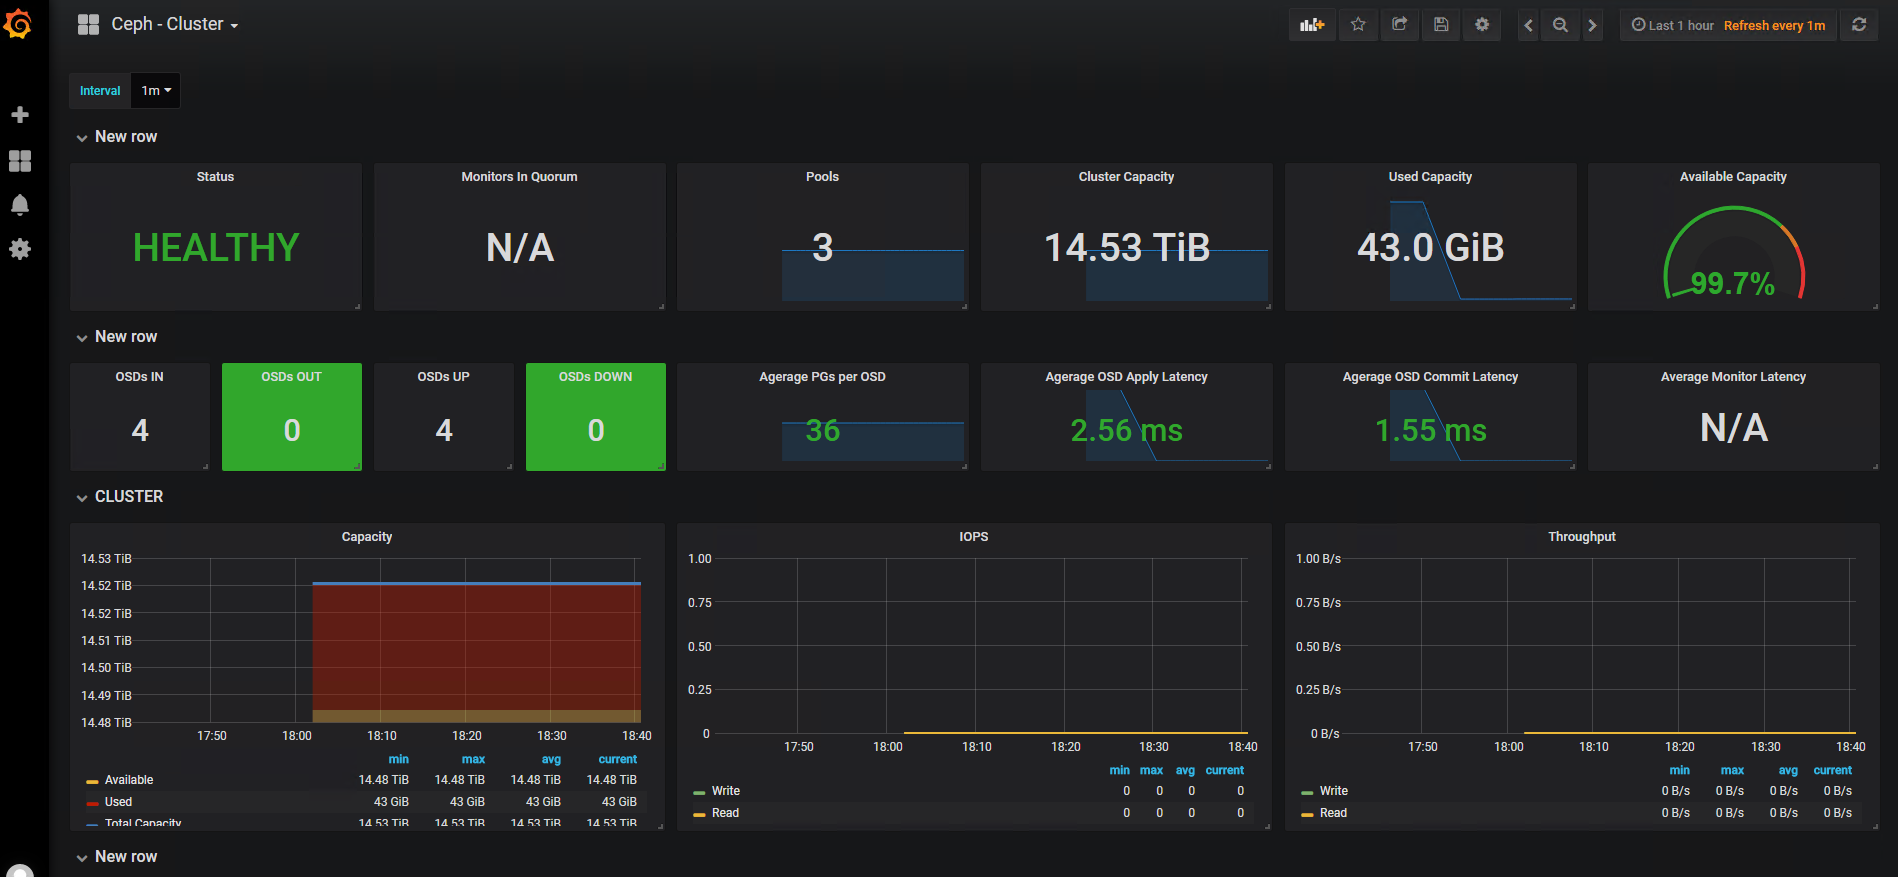 Ceph - Cluster
Last 1 hour Refresh every 1m
Interval 1m
New row
Status
HEALTHY
Monitors In Quorum
N/A
Pools
3
Cluster Capacity
14.53 TiB
Used Capacity
43.0 GiB
Available Capacity
99.7%
New row
OSDs IN
4
OSDs OUT
0
OSDs UP
4
OSDs DOWN
0
Agerage PGs per OSD
36
Agerage OSD Apply Latency
2.56 ms
Agerage OSD Commit Latency
1.55 ms
Average Monitor Latency
N/A
CLUSTER
Capacity
14.53 TiB
14.52 TiB
14.52 TiB
14.51 TiB
14.50 TiB
14.49 TiB
14.48 TiB
17:50 18:00 18:10 18:20 18:30 18:40
min max avg current
Available 14.48 TiB 14.48 TiB 14.48 TiB 14.48 TiB
Used 43 GiB 43 GiB 43 GiB 43 GiB
Total Capacity 14.53 TiB 14.53 TiB 14.53 TiB 14.53 TiB
IOPS
1.00
0.75
0.50
0.25
0
17:50 18:00 18:10 18:20 18:30 18:40
min max avg current
Write 0 0 0 0
Read 0 0 0 0
Throughput
1.00 B/s
0.75 B/s
0.50 B/s
0.25 B/s
0 B/s
17:50 18:00 18:10 18:20 18:30 18:40
min max avg current
Write 0 B/s 0 B/s 0 B/s 0 B/s
Read 0 B/s 0 B/s 0 B/s 0 B/s
New row